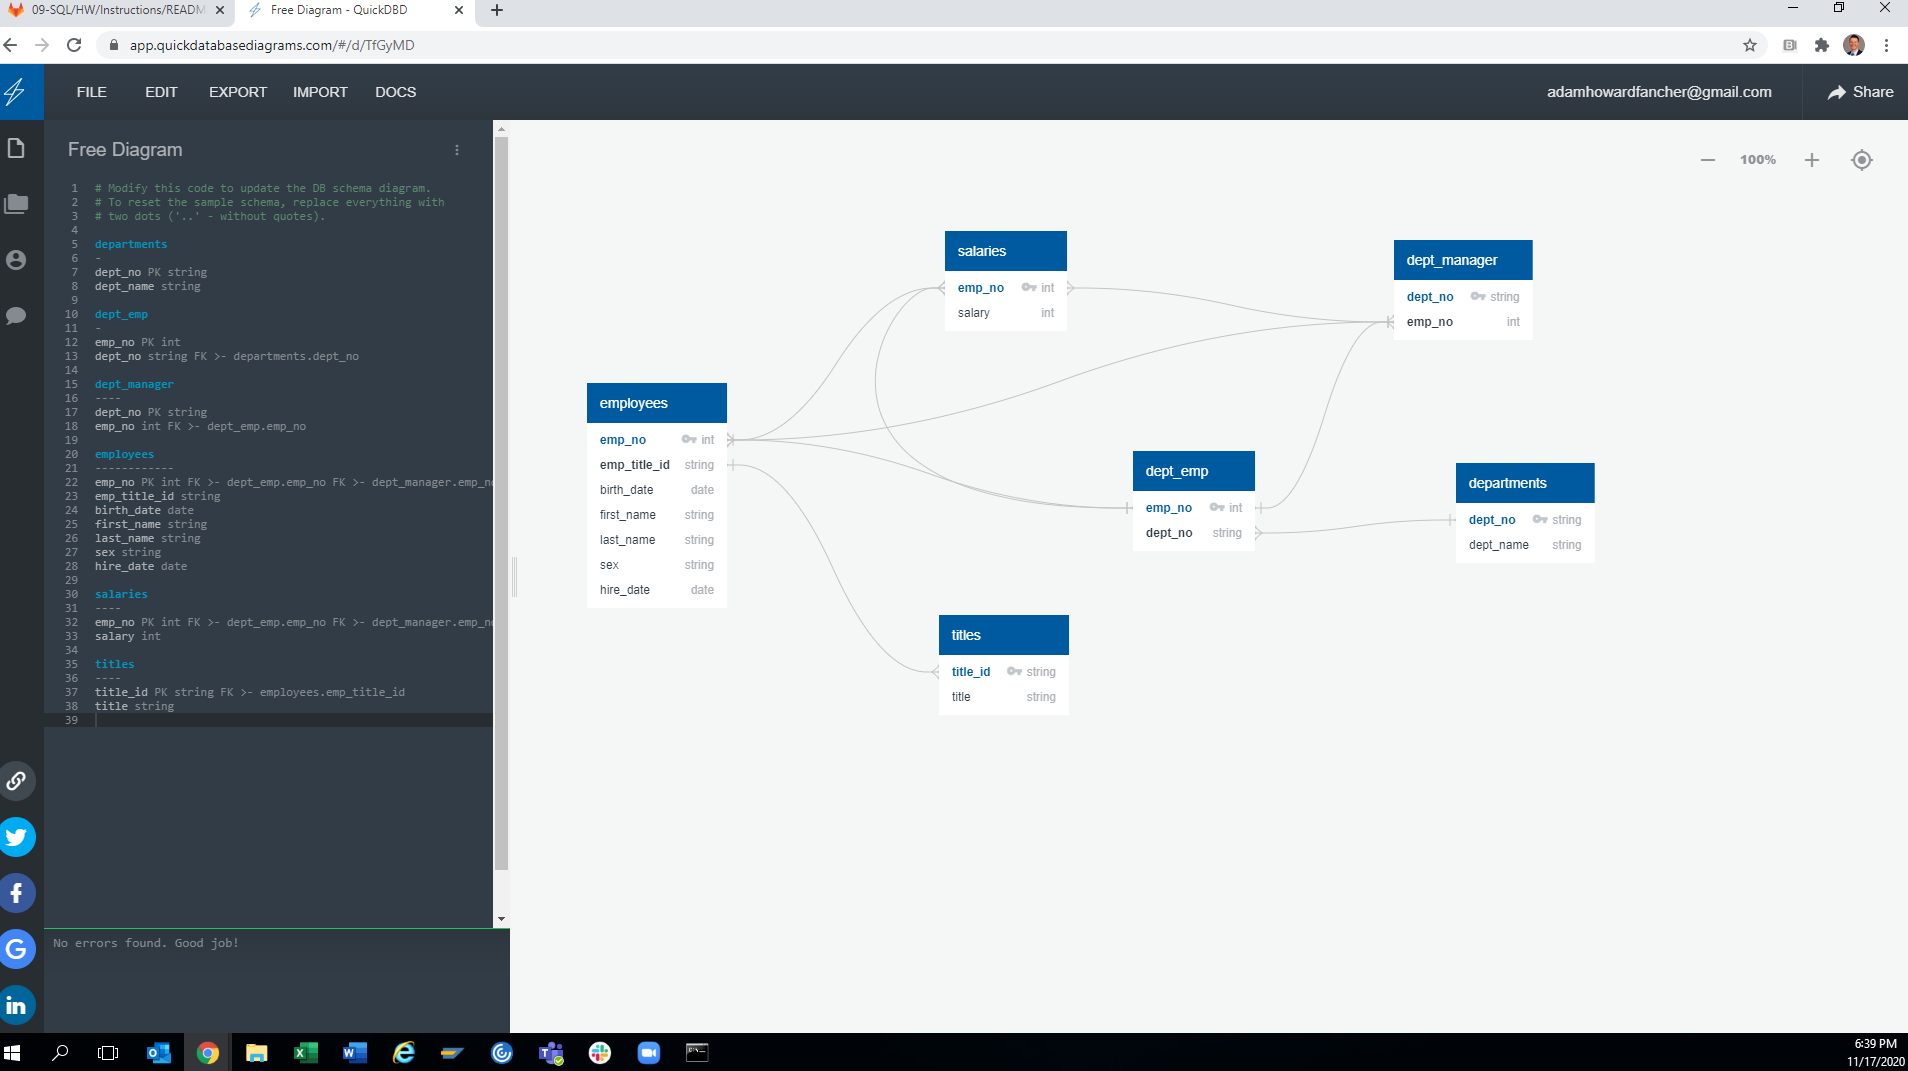 09-SQL/HW/Instructions/READM
Free Diagram - QuickDBD
app.quickdatabasediagrams.com/#/d/TfGyMD
FILE EDIT EXPORT IMPORT DOCS
adamhowardfancher@gmail.com
Share
Free Diagram
1 # Modify this code to update the DB schema diagram.
2 # To reset the sample schema, replace everything with
3 # two dots ('..' - without quotes).
4
5 departments
6 -
7 dept_no PK string
8 dept_name string
9
10 dept_emp
11 -
12 emp_no PK int
13 dept_no string FK >- departments.dept_no
14
15 dept_manager
16 ----
17 dept_no PK string
18 emp_no int FK >- dept_emp.emp_no
19
20 employees
21 ------------
22 emp_no PK int FK >- dept_emp.emp_no FK >- dept_manager.emp_no
23 emp_title_id string
24 birth_date date
25 first_name string
26 last_name string
27 sex string
28 hire_date date
29
30 salaries
31 ----
32 emp_no PK int FK >- dept_emp.emp_no FK >- dept_manager.emp_no
33 salary int
34
35 titles
36 ----
37 title_id PK string FK >- employees.emp_title_id
38 title string
39
No errors found. Good job!
100%
salaries
emp_no int
salary int
dept_manager
dept_no string
emp_no int
employees
emp_no int
emp_title_id string
birth_date date
first_name string
last_name string
sex string
hire_date date
dept_emp
emp_no int
dept_no string
departments
dept_no string
dept_name string
titles
title_id string
title string
6:39 PM
11/17/2020